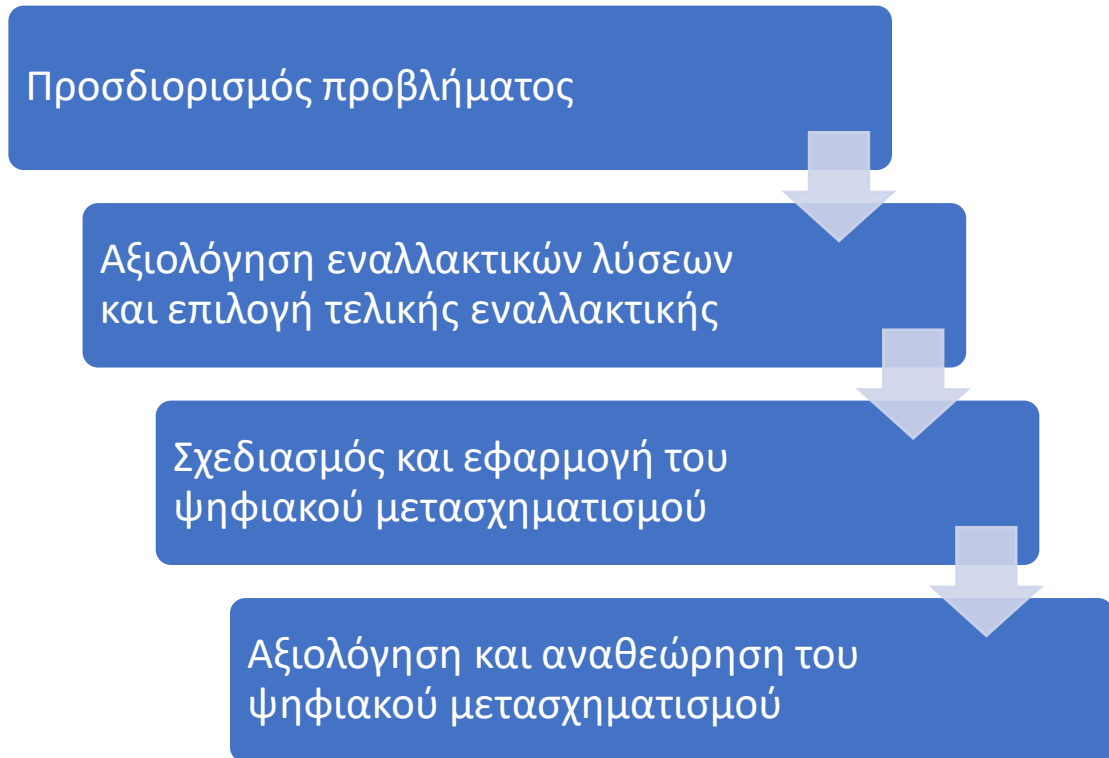 Προσδιορισμός προβλήματος
Αξιολόγηση εναλλακτικών λύσεων
και επιλογή τελικής εναλλακτικής
Σχεδιασμός και εφαρμογή του
ψηφιακού μετασχηματισμού
Αξιολόγηση και αναθεώρηση του
ψηφιακού μετασχηματισμού